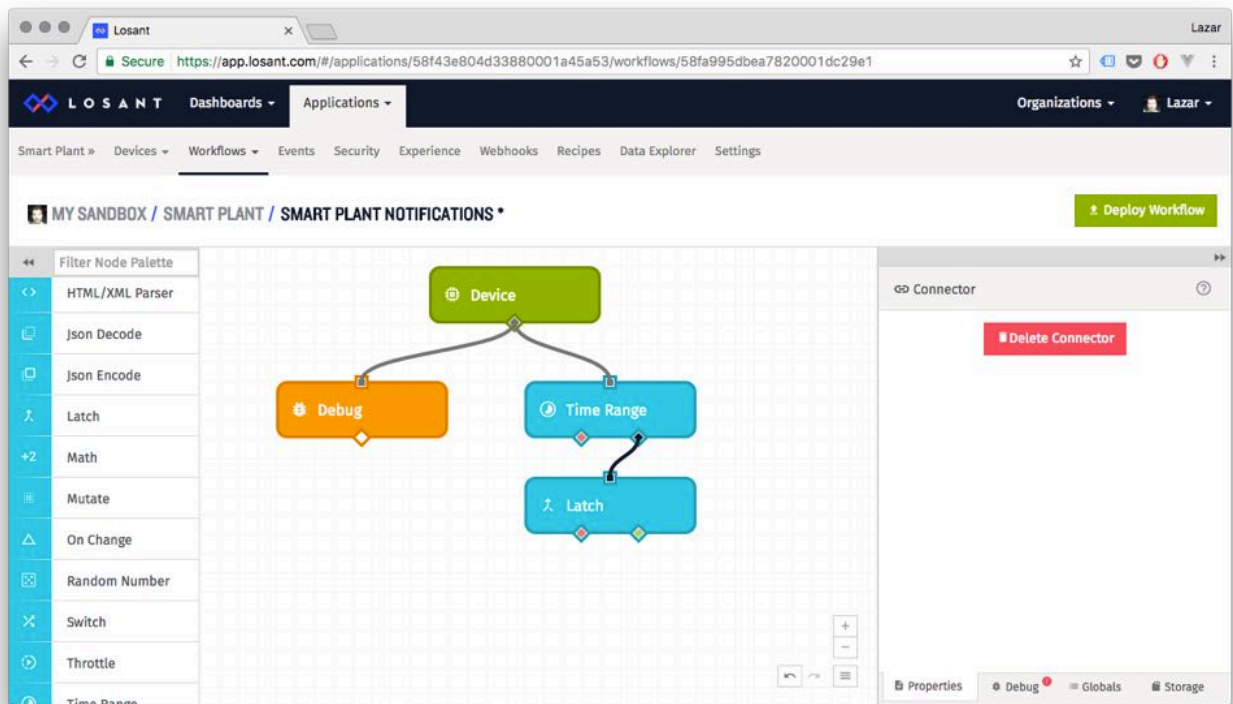 Losant
Lazar
Secure https://app.losant.com/#/applications/58f43e804d33880001a45a53/workflows/58fa995dbea7820001dc29e1
LOSANT Dashboards Applications Organizations Lazar
Smart Plant » Devices Workflows Events Security Experience Webhooks Recipes Data Explorer Settings
MY SANDBOX / SMART PLANT / SMART PLANT NOTIFICATIONS *
Deploy Workflow
Filter Node Palette
HTML/XML Parser
Json Decode
Json Encode
Latch
+2 Math
Mutate
On Change
Random Number
Switch
Throttle
Time Range
Device
Debug
Time Range
Latch
Connector
Delete Connector
Properties Debug Globals Storage